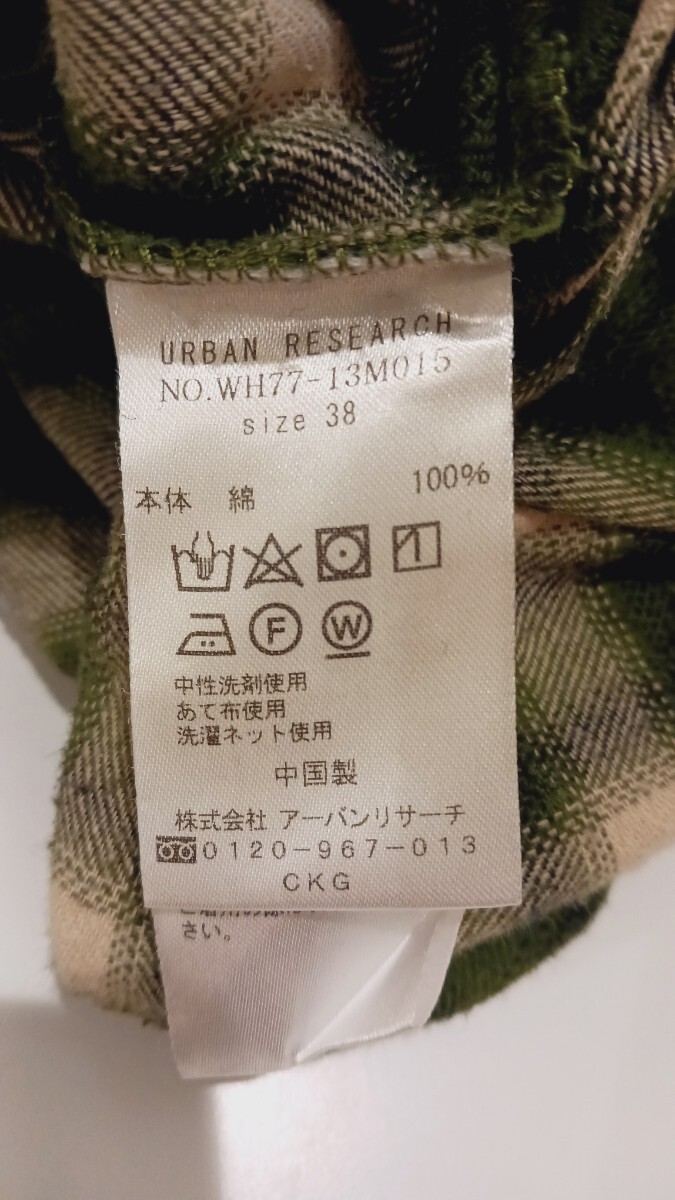 URBAN RESEARCH
NO.WH77-13M015
size 38
本体 綿 100%
F W
中性洗剤使用
あて布使用
洗濯ネット使用
中国製
株式会社 アーバンリサーチ
0120-967-013
CKG
さい。